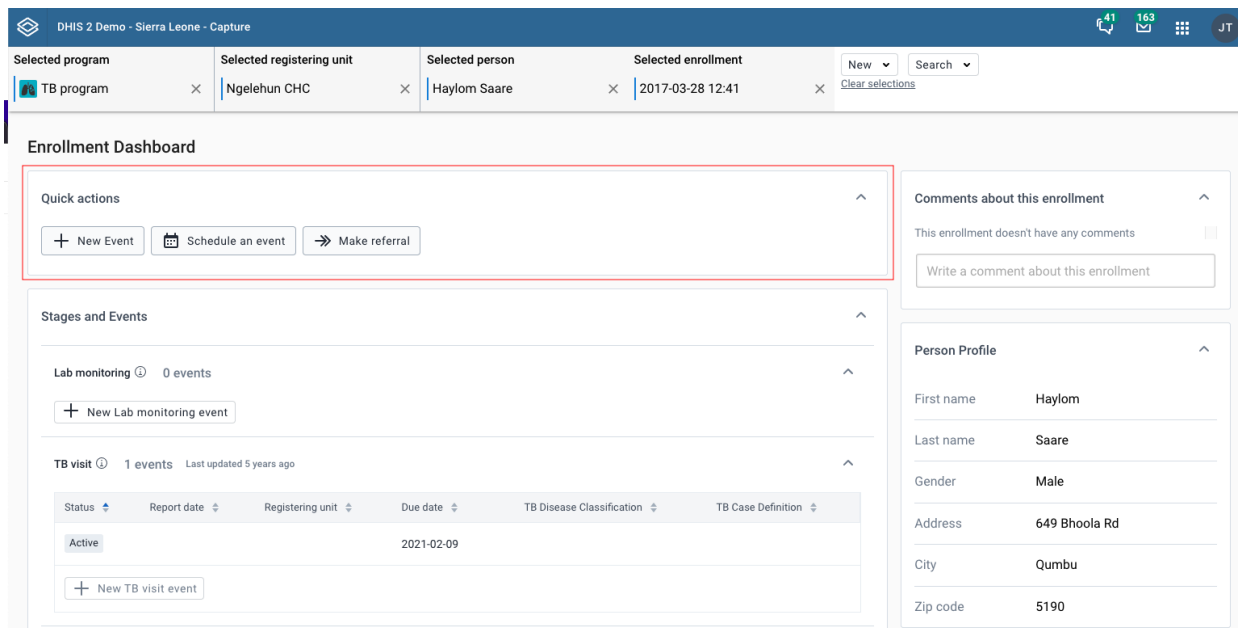 DHIS 2 Demo - Sierra Leone - Capture
41
163
JT
Selected program
TB program
Selected registering unit
Ngelehun CHC
Selected person
Haylom Saare
Selected enrollment
2017-03-28 12:41
New
Search
Clear selections
Enrollment Dashboard
Quick actions
New Event
Schedule an event
Make referral
Stages and Events
Lab monitoring 0 events
New Lab monitoring event
TB visit 1 events Last updated 5 years ago
Status Report date Registering unit Due date TB Disease Classification TB Case Definition
Active 2021-02-09
New TB visit event
Comments about this enrollment
This enrollment doesn't have any comments
Write a comment about this enrollment
Person Profile
First name Haylom
Last name Saare
Gender Male
Address 649 Bhoola Rd
City Qumbu
Zip code 5190